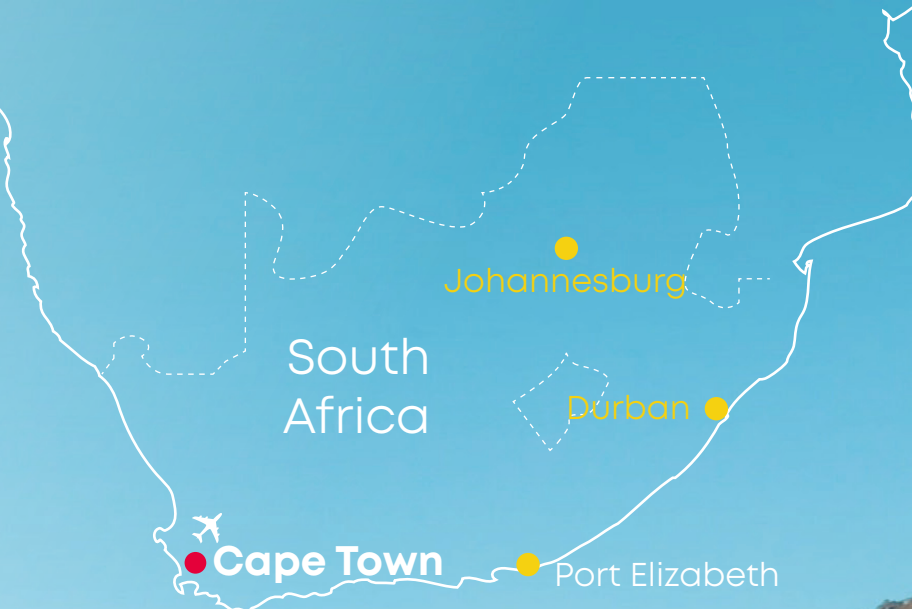 Johannesburg
South
Africa
Durban
Cape Town
Port Elizabeth